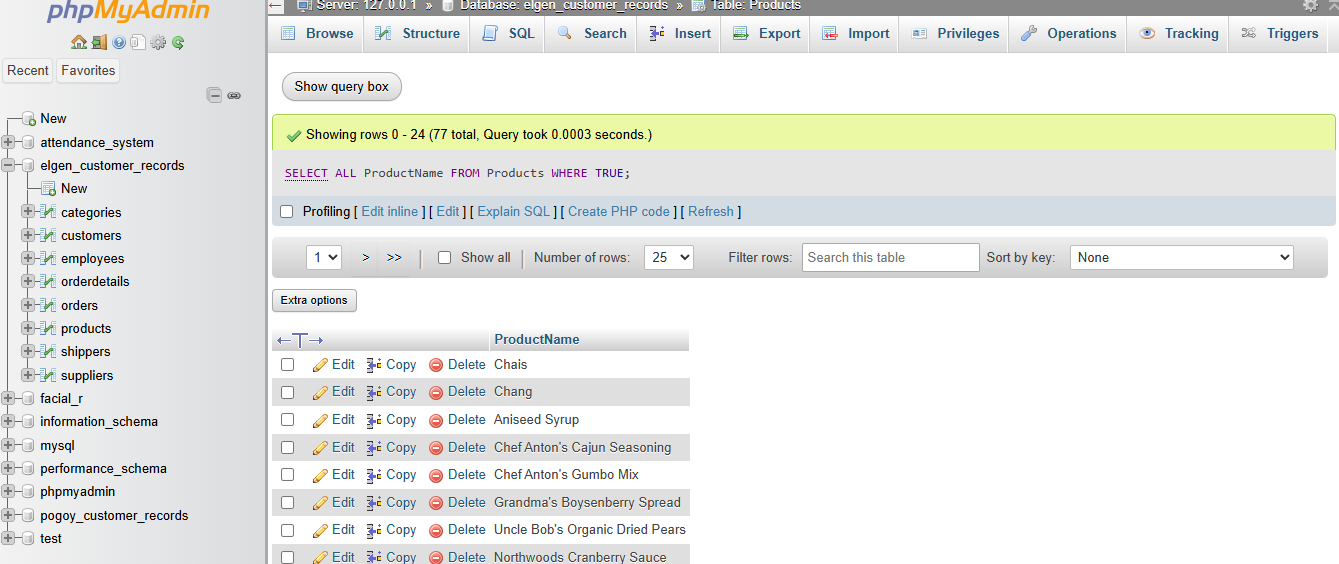 phpMyAdmin
Recent
Favorites
New
attendance_system
elgen_customer_records
New
categories
customers
employees
orderdetails
orders
products
shippers
suppliers
facial_r
information_schema
mysql
performance_schema
phpmyadmin
pogoy_customer_records
test
Server: 127.0.0.1 » Database: elgen_customer_records » Table: Products
Browse Structure SQL Search Insert Export Import Privileges Operations Tracking Triggers
Show query box
Showing rows 0 - 24 (77 total, Query took 0.0003 seconds.)
SELECT ALL ProductName FROM Products WHERE TRUE;
Profiling [ Edit inline ] [ Edit ] [ Explain SQL ] [ Create PHP code ] [ Refresh ]
1 > >> | Show all | Number of rows: 25 Filter rows: Search this table Sort by key: None
Extra options
←T→ ProductName
Edit Copy Delete Chais
Edit Copy Delete Chang
Edit Copy Delete Aniseed Syrup
Edit Copy Delete Chef Anton's Cajun Seasoning
Edit Copy Delete Chef Anton's Gumbo Mix
Edit Copy Delete Grandma's Boysenberry Spread
Edit Copy Delete Uncle Bob's Organic Dried Pears
Edit Copy Delete Northwoods Cranberry Sauce